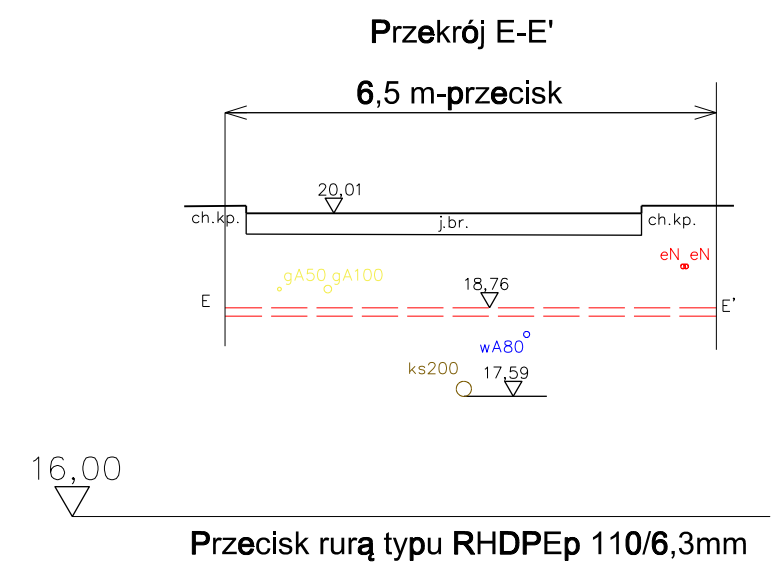 Przekrój E-E'
6,5 m-przecisk
20,01
ch.kp.
j.br.
ch.kp.
gA50 gA100
eN eN
18,76
E
E'
wA80
ks200
17,59
16,00
Przecisk rurą typu RHDPEp 110/6,3mm